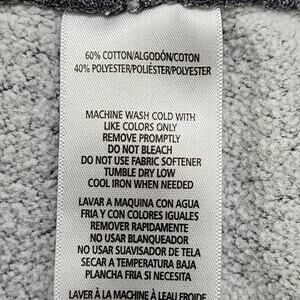 60% COTTON/ALGODÓN/COTON
40% POLYESTER/POLIÉSTER/POLYESTER
MACHINE WASH COLD WITH
LIKE COLORS ONLY
REMOVE PROMPTLY
DO NOT BLEACH
DO NOT USE FABRIC SOFTENER
TUMBLE DRY LOW
COOL IRON WHEN NEEDED
LAVAR A MAQUINA CON AGUA
FRIA Y CON COLORES IGUALES
REMOVER RAPIDAMENTE
NO USAR BLANQUEADOR
NO USAR SUAVISADOR DE TELA
SECAR A TEMPERATURA BAJA
PLANCHA FRIA SI NECESITA
LAVER À LA MACHINE À LEAU FROIDE